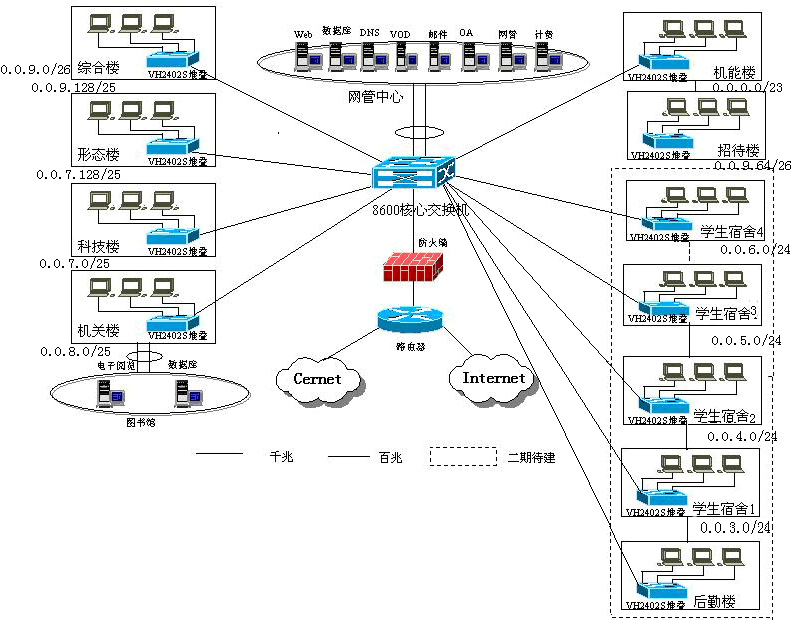 Web 数据库 DNS VOD 邮件 OA 网管 计费
网管中心
综合楼
VH2402S堆叠
0.0.9.0/26
0.0.9.128/25
形态楼
VH2402S堆叠
0.0.7.128/25
科技楼
VH2402S堆叠
0.0.7.0/25
机关楼
VH2402S堆叠
0.0.8.0/25
电子阅览 数据库
图书馆
8600核心交换机
防火墙
路由器
Cernet
Internet
机能楼
VH2402S堆叠
0.0.0.0/23
招待楼
VH2402S堆叠
0.0.9.64/26
学生宿舍4
VH2402S堆叠
0.0.6.0/24
学生宿舍3
VH2402S堆叠
0.0.5.0/24
学生宿舍2
VH2402S堆叠
0.0.4.0/24
学生宿舍1
VH2402S堆叠
0.0.3.0/24
后勤楼
VH2402S堆叠
千兆 百兆 二期待建